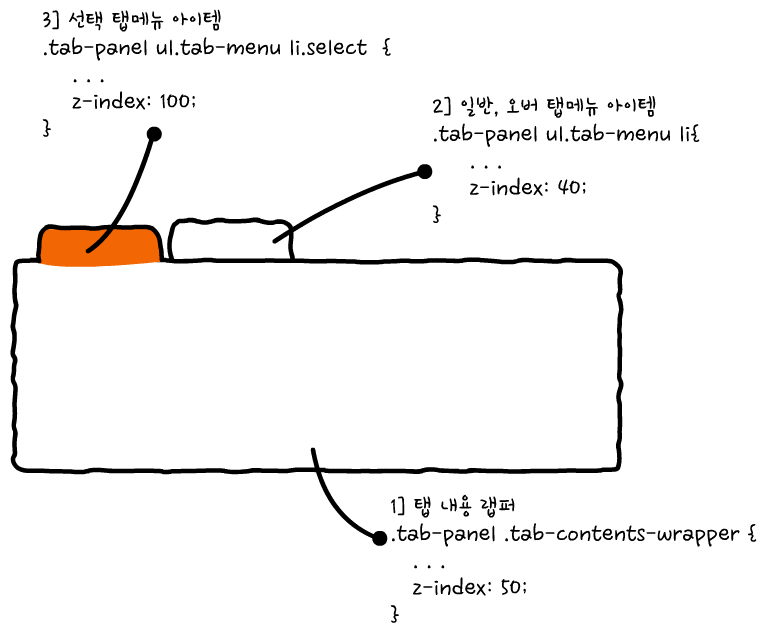 3] 선택 탭메뉴 아이템
.tab-panel ul.tab-menu li.select {
...
z-index: 100;
}
2] 일반, 오버 탭메뉴 아이템
.tab-panel ul.tab-menu li{
...
z-index: 40;
}
1] 탭 내용 랩퍼
.tab-panel .tab-contents-wrapper {
...
z-index: 50;
}